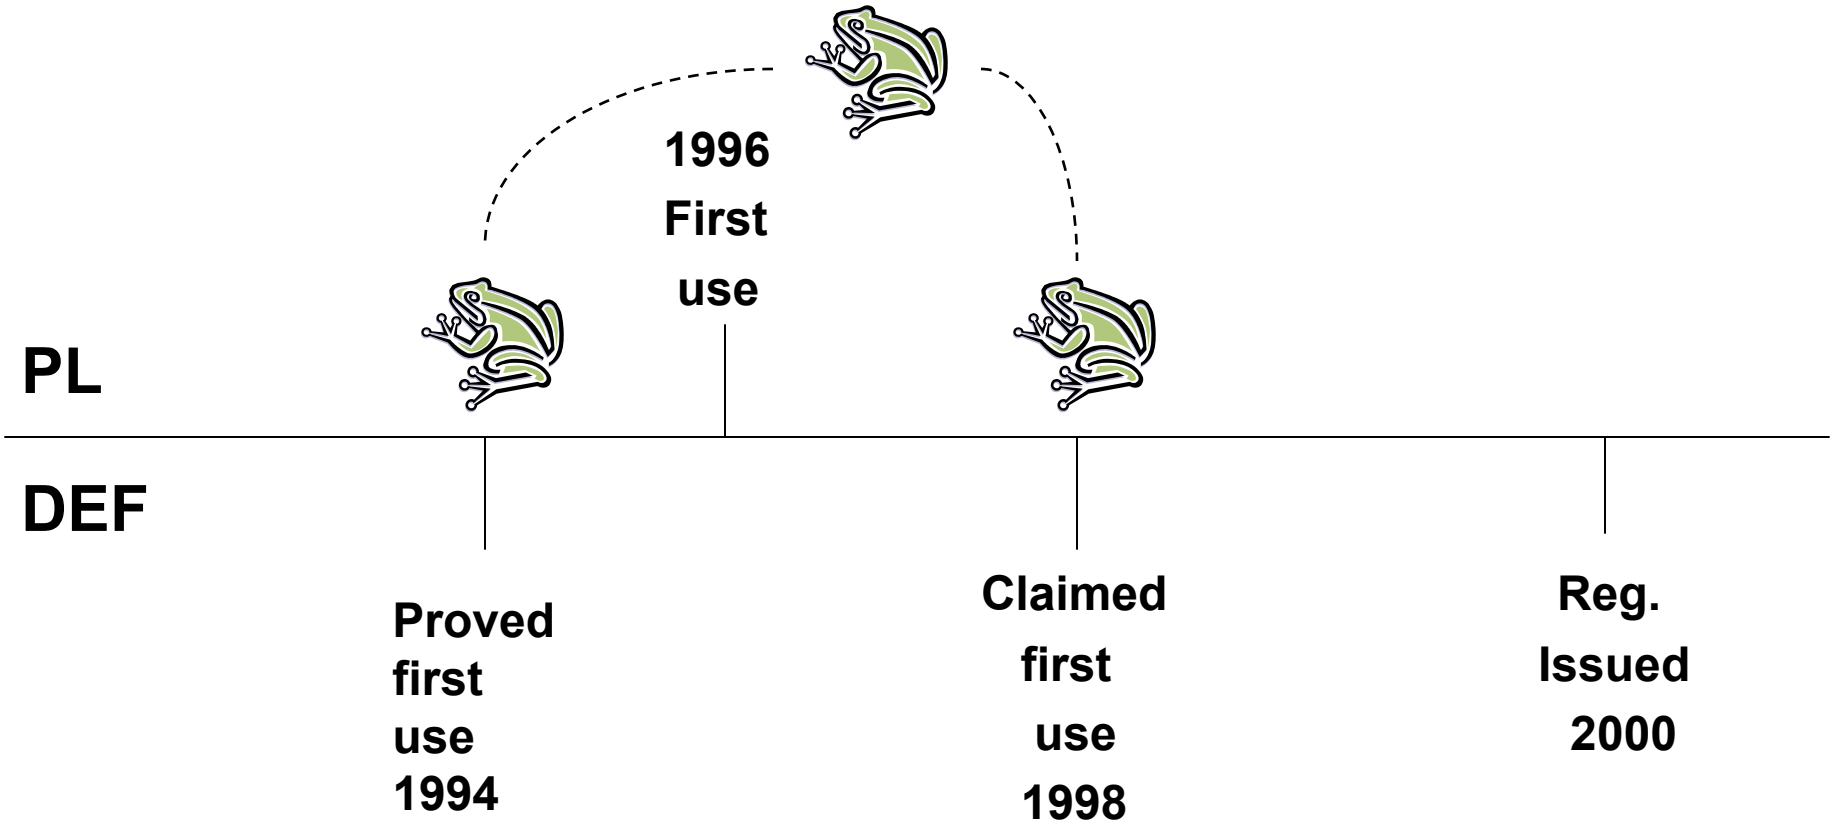 1996
First
use
PL
DEF
Proved
first
use
1994
Claimed
first
use
1998
Reg.
Issued
2000